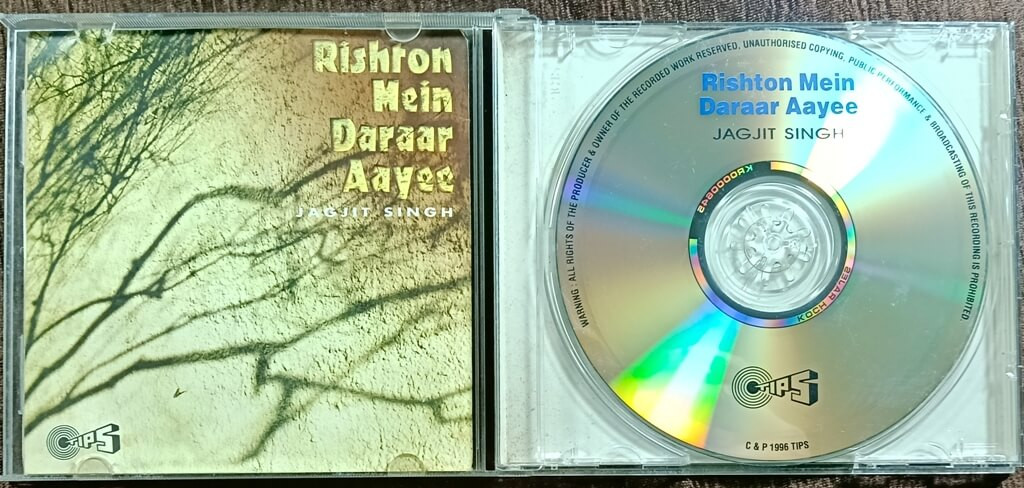 Rishton
Mein
Daraar
Aayee
JAGJIT SINGH
TIPS
WARNING : ALL RIGHTS OF THE PRODUCER & OWNER OF THE RECORDED WORK RESERVED, UNAUTHORISED COPYING, PUBLIC PERFORMANCE & BROADCASTING OF THIS RECORDING IS PROHIBITED
Rishton Mein
Daraar Aayee
JAGJIT SINGH
TIPS
C & P 1996 TIPS